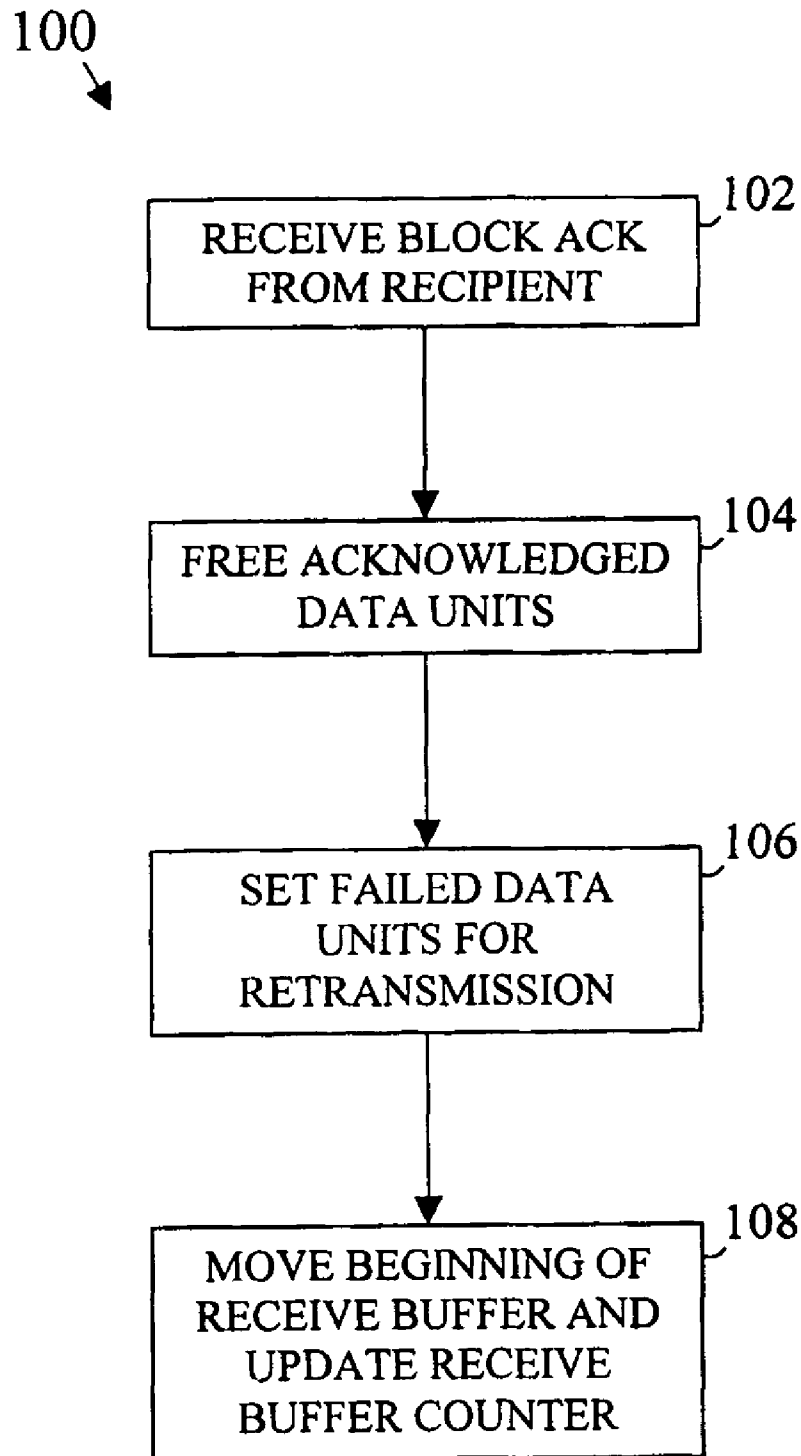 100
102
RECEIVE BLOCK ACK
FROM RECIPIENT
104
FREE ACKNOWLEDGED
DATA UNITS
106
SET FAILED DATA
UNITS FOR
RETRANSMISSION
108
MOVE BEGINNING OF
RECEIVE BUFFER AND
UPDATE RECEIVE
BUFFER COUNTER